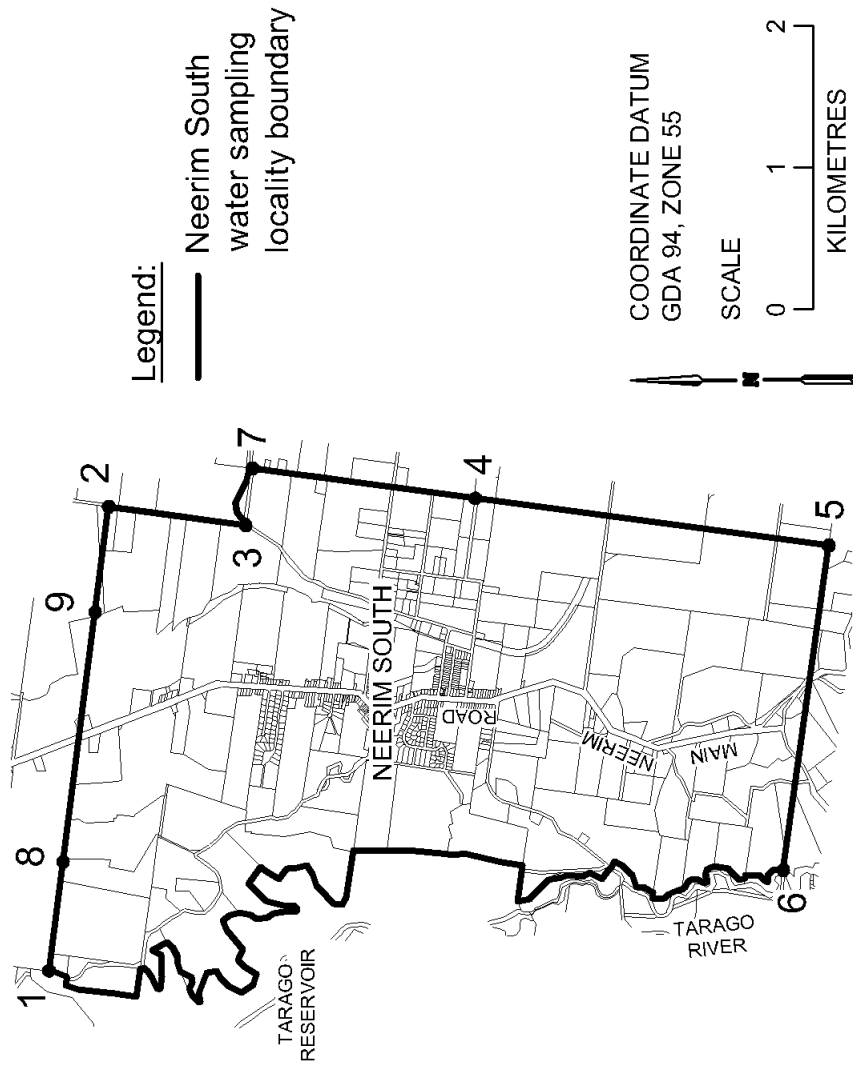 Legend:
Neerim South
water sampling
locality boundary
1
8
9
2
3
7
4
5
6
NEERIM SOUTH
ROAD
NEERIM
MAIN
TARAGO
RESERVOIR
TARAGO
RIVER
COORDINATE DATUM
GDA 94, ZONE 55
SCALE
0 1 2
KILOMETRES
N